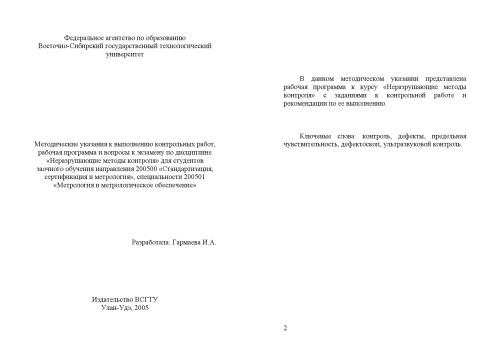 Федеральное агентство по образованию
Восточно-Сибирский государственный технологический
университет
Методические указания к выполнению контрольных работ,
рабочая программа и вопросы к экзамену по дисциплине
«Неразрушающие методы контроля» для студентов
заочного обучения направления 200500 «Стандартизация,
сертификация и метрология», специальности 200501
«Метрология и метрологическое обеспечение»
Разработала: Гармаева И.А.
Издательство ВСГТУ
Улан-Удэ, 2005
В данном методическом указании представлена
рабочая программа к курсу «Неразрушающие методы
контроля» с заданиями к контрольной работе и
рекомендации по ее выполнению.
Ключевые слова: контроль, дефекты, предельная
чувствительность, дефектоскоп, ультразвуковой контроль.
2